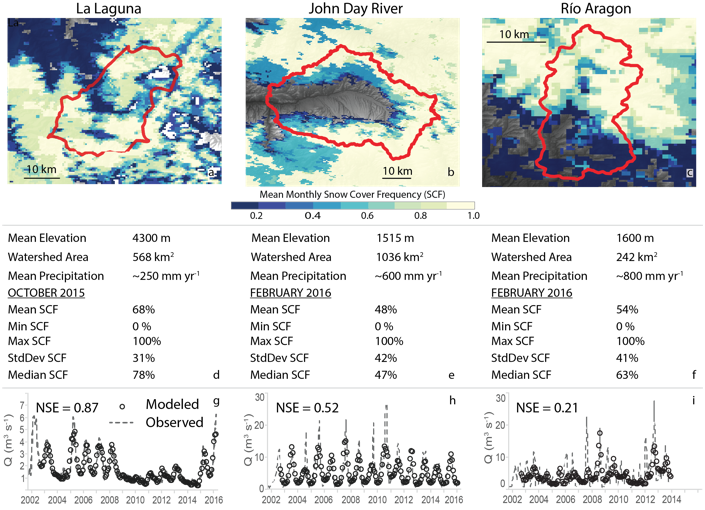 La Laguna
John Day River
Río Aragon
10 km
a
10 km
b
10 km
c
Mean Monthly Snow Cover Frequency (SCF)
0.2 0.4 0.6 0.8 1.0
Mean Elevation 4300 m
Watershed Area 568 km²
Mean Precipitation ~250 mm yr⁻¹
OCTOBER 2015
Mean SCF 68%
Min SCF 0 %
Max SCF 100%
StdDev SCF 31%
Median SCF 78% d
Mean Elevation 1515 m
Watershed Area 1036 km²
Mean Precipitation ~600 mm yr⁻¹
FEBRUARY 2016
Mean SCF 48%
Min SCF 0 %
Max SCF 100%
StdDev SCF 42%
Median SCF 47% e
Mean Elevation 1600 m
Watershed Area 242 km²
Mean Precipitation ~800 mm yr⁻¹
FEBRUARY 2016
Mean SCF 54%
Min SCF 0 %
Max SCF 100%
StdDev SCF 41%
Median SCF 63% f
NSE = 0.87
Modeled
Observed
g
Q (m³ s⁻¹)
7
6
5
4
3
2
1
2002 2004 2006 2008 2010 2012 2014 2016
NSE = 0.52
h
Q (m³ s⁻¹)
30
20
10
0
2002 2004 2006 2008 2010 2012 2014 2016
NSE = 0.21
i
Q (m³ s⁻¹)
30
20
10
0
2002 2004 2006 2008 2010 2012 2014